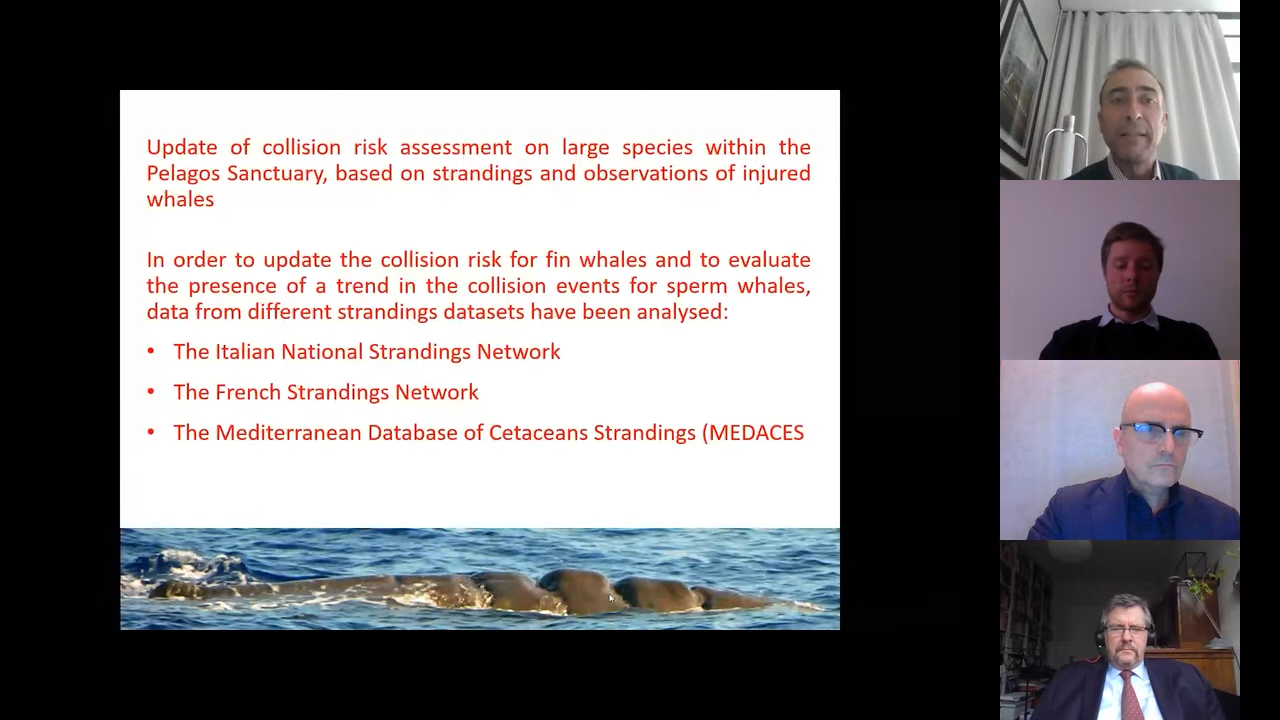 Update of collision risk assessment on large species within the
Pelagos Sanctuary, based on strandings and observations of injured
whales
In order to update the collision risk for fin whales and to evaluate
the presence of a trend in the collision events for sperm whales,
data from different strandings datasets have been analysed:
• The Italian National Strandings Network
• The French Strandings Network
• The Mediterranean Database of Cetaceans Strandings (MEDACES